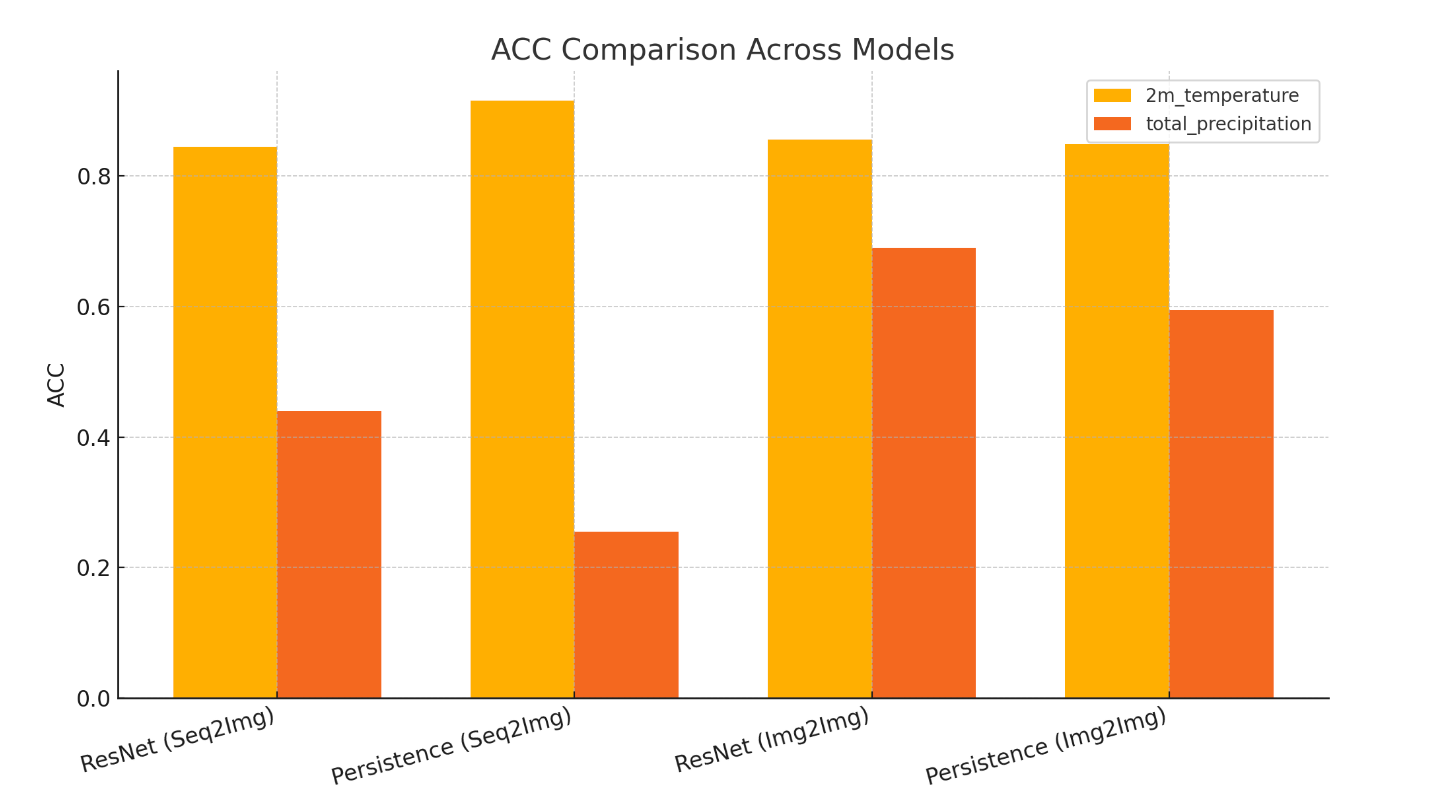 ACC Comparison Across Models
2m_temperature
total_precipitation
ACC
0.8
0.6
0.4
0.2
0.0
ResNet (Seq2Img)
Persistence (Seq2Img)
ResNet (Img2Img)
Persistence (Img2Img)